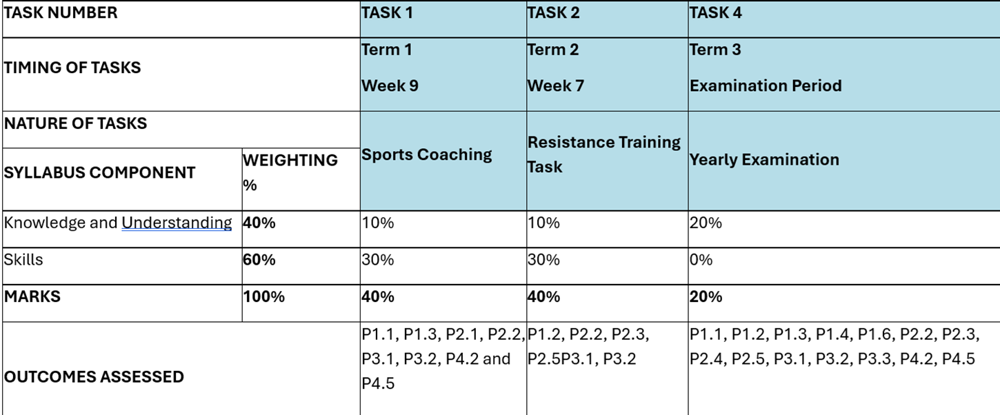 TASK NUMBER
TASK 1
TASK 2
TASK 4
TIMING OF TASKS
Term 1
Week 9
Term 2
Week 7
Term 3
Examination Period
NATURE OF TASKS
Sports Coaching
Resistance Training
Task
Yearly Examination
SYLLABUS COMPONENT
WEIGHTING
%
Knowledge and Understanding
40%
10%
10%
20%
Skills
60%
30%
30%
0%
MARKS
100%
40%
40%
20%
OUTCOMES ASSESSED
P1.1, P1.3, P2.1, P2.2,
P3.1, P3.2, P4.2 and
P4.5
P1.2, P2.2, P2.3,
P2.5P3.1, P3.2
P1.1, P1.2, P1.3, P1.4, P1.6, P2.2, P2.3,
P2.4, P2.5, P3.1, P3.2, P3.3, P4.2, P4.5